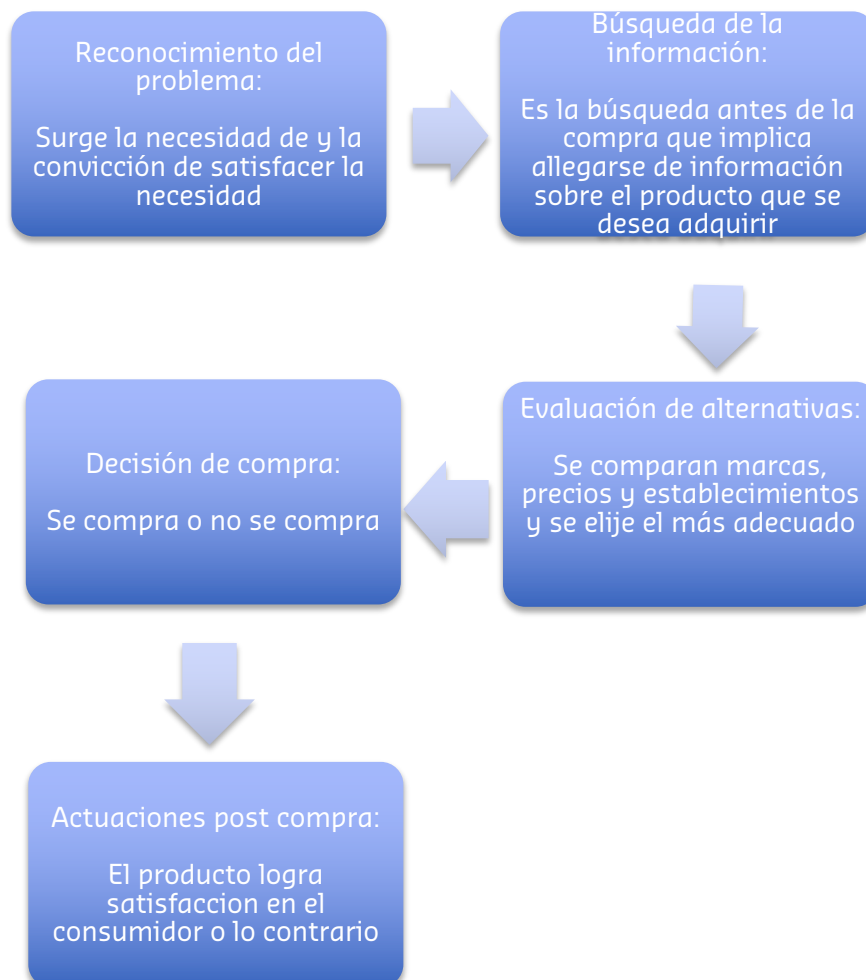 Reconocimiento del
problema:
Surge la necesidad de y la
convicción de satisfacer la
necesidad
Búsqueda de la
información:
Es la búsqueda antes de la
compra que implica
allegarse de información
sobre el producto que se
desea adquirir
Evaluación de alternativas:
Se comparan marcas,
precios y establecimientos
y se elije el más adecuado
Decisión de compra:
Se compra o no se compra
Actuaciones post compra:
El producto logra
satisfaccion en el
consumidor o lo contrario